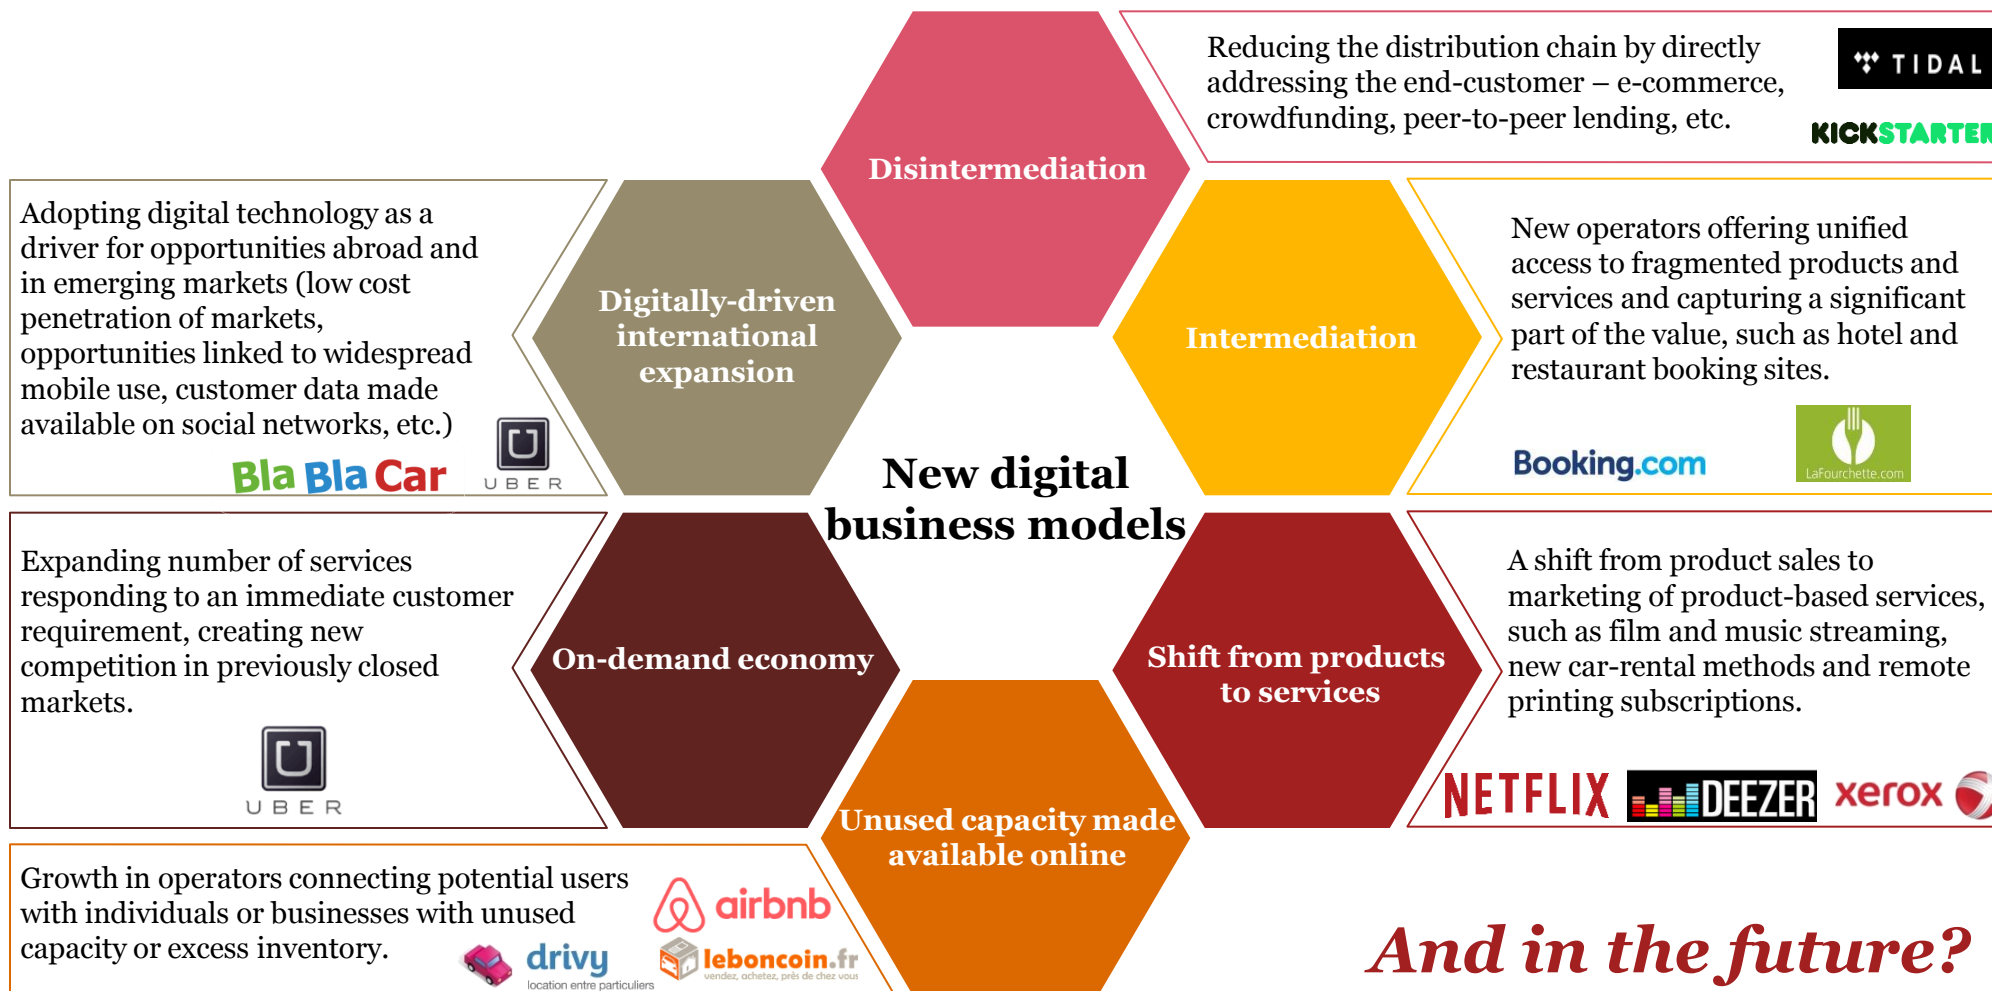 Disintermediation
Reducing the distribution chain by directly
addressing the end-customer – e-commerce,
crowdfunding, peer-to-peer lending, etc.
TIDAL
KICKSTARTER
Intermediation
New operators offering unified
access to fragmented products and
services and capturing a significant
part of the value, such as hotel and
restaurant booking sites.
Booking.com
LaFourchette.com
Shift from products
to services
A shift from product sales to
marketing of product-based services,
such as film and music streaming,
new car-rental methods and remote
printing subscriptions.
NETFLIX
DEEZER
xerox
Unused capacity made
available online
Growth in operators connecting potential users
with individuals or businesses with unused
capacity or excess inventory.
airbnb
drivy
location entre particuliers
leboncoin.fr
vendez, achetez, près de chez vous
On-demand economy
Expanding number of services
responding to an immediate customer
requirement, creating new
competition in previously closed
markets.
UBER
Digitally-driven
international
expansion
Adopting digital technology as a
driver for opportunities abroad and
in emerging markets (low cost
penetration of markets,
opportunities linked to widespread
mobile use, customer data made
available on social networks, etc.)
Bla Bla Car
UBER
New digital
business models
And in the future?